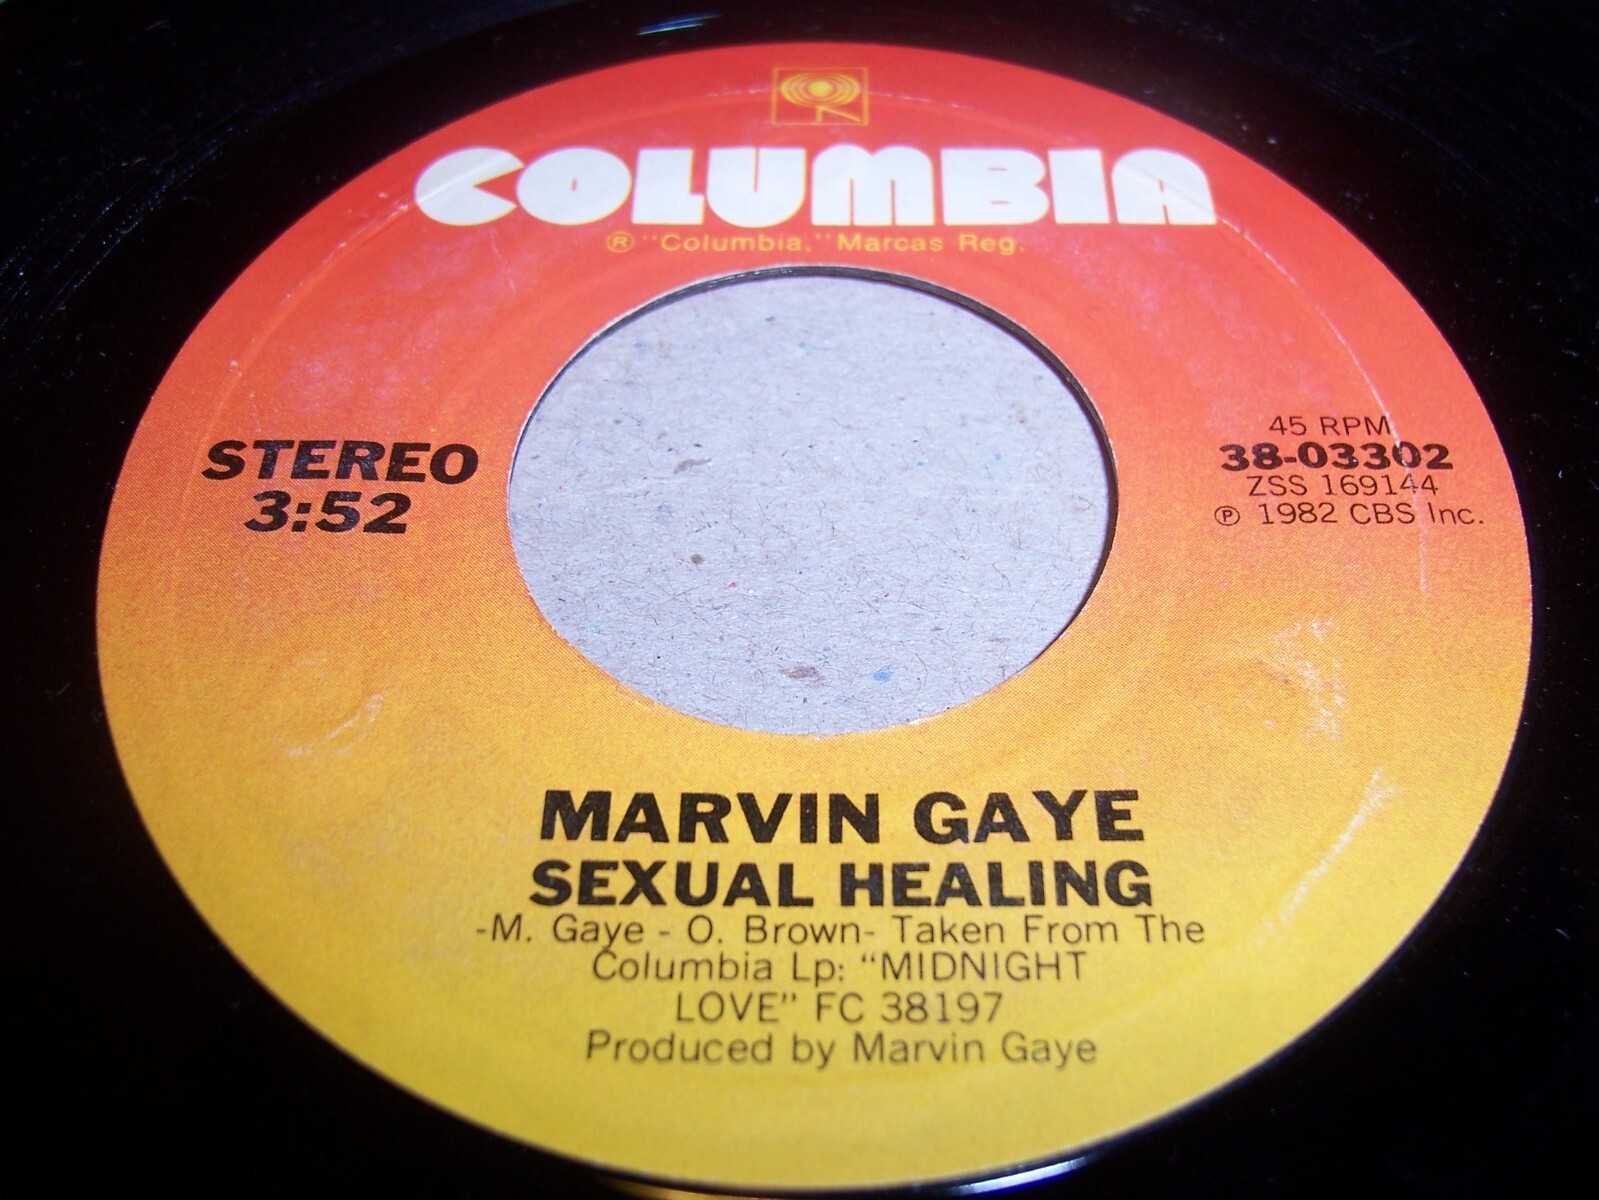 COLUMBIA
® "Columbia," Marcas Reg.
STEREO
3:52
45 RPM
38-03302
ZSS 169144
℗ 1982 CBS Inc.
MARVIN GAYE
SEXUAL HEALING
-M. Gaye - O. Brown- Taken From The
Columbia Lp: "MIDNIGHT
LOVE" FC 38197
Produced by Marvin Gaye